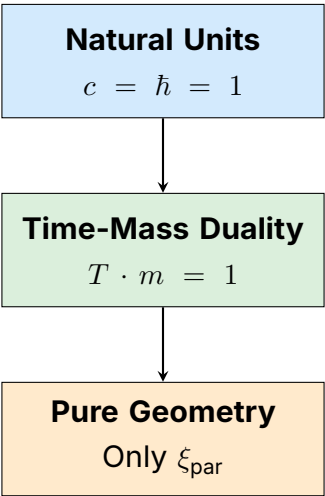 Natural Units
c = ħ = 1
Time-Mass Duality
T · m = 1
Pure Geometry
Only ξ_par